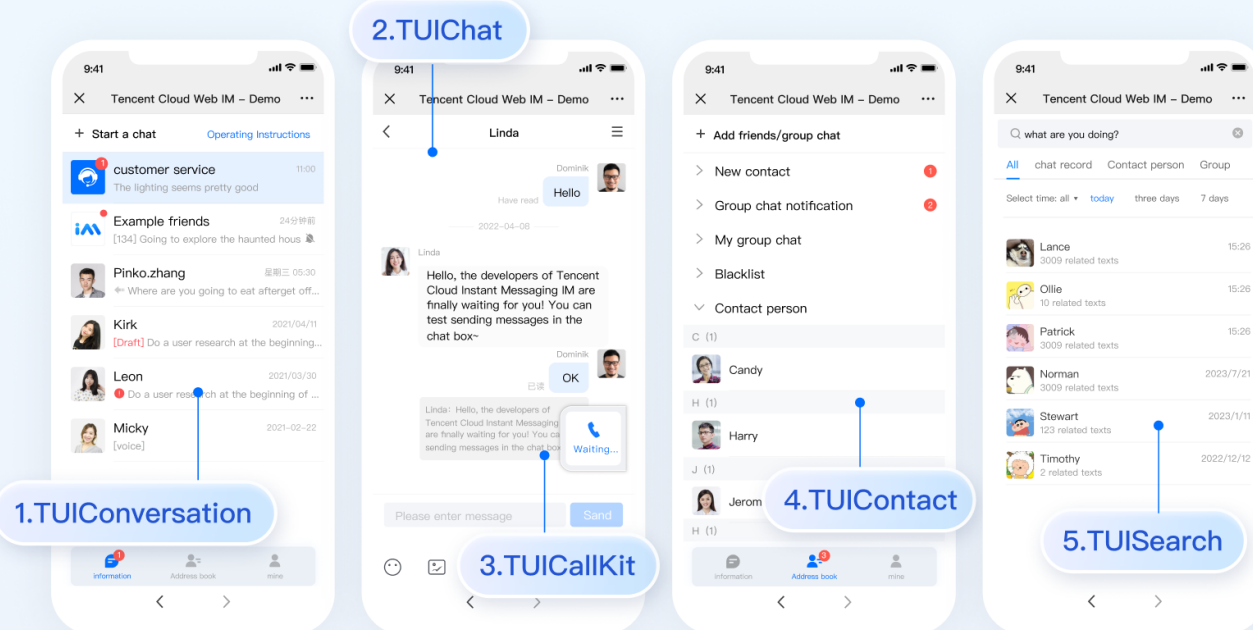 2.TUIChat
9:41
Tencent Cloud Web IM – Demo
+ Start a chat
Operating Instructions
1
customer service
11:00
The lighting seems pretty good
Example friends
24分钟前
[134] Going to explore the haunted hous
Pinko.zhang
星期三 05:30
Where are you going to eat afterget off...
Kirk
2021/04/11
[Draft] Do a user research at the beginning...
Leon
2021/03/30
Do a user research at the beginning of ...
Micky
2021-02-22
[voice]
1.TUIConversation
1
information
Address book
mine
9:41
Tencent Cloud Web IM – Demo
Linda
Dominik
Hello
Have read
2022-04-08
Linda
Hello, the developers of Tencent
Cloud Instant Messaging IM are
fnally waiting for you! You can
test sending messages in the
chat box~
Dominik
OK
已读
Linda: Hello, the developers of
Tencent Cloud Instant Messaging
are finally waiting for you! You ca
sending messages in the chat box
Waiting...
Please enter message
Sand
3.TUICallKit
9:41
Tencent Cloud Web IM – Demo
+ Add friends/group chat
New contact
1
Group chat notification
2
My group chat
Blacklist
Contact person
C (1)
Candy
H (1)
Harry
J (1)
Jerom
4.TUIContact
H (1)
3
information
Address book
mine
9:41
Tencent Cloud Web IM – Demo
what are you doing?
All
chat record
Contact person
Group
Select time: all
today
three days
7 days
Lance
15:26
3009 related texts
Ollie
15:26
10 related texts
Patrick
15:26
3009 related texts
Norman
2023/7/21
3009 related texts
Stewart
2023/1/11
123 related texts
Timothy
2022/12/12
2 related texts
5.TUISearch